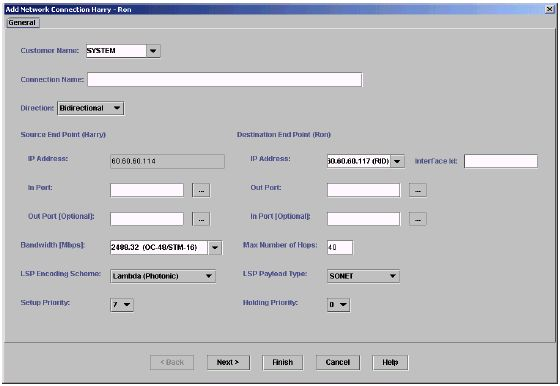 Add Network Connection Harry - Ron
General
Customer Name: SYSTEM
Connection Name:
Direction: Bidirectional
Source End Point (Harry) Destination End Point (Ron)
IP Address: 60.60.60.114 IP Address: 60.60.60.117 (RID) Interface Id:
In Port: ... Out Port: ...
Out Port [Optional]: ... In Port [Optional]: ...
Bandwidth [Mbps]: 2488.32 (OC-48/STM-16) Max Number of Hops: 40
LSP Encoding Scheme: Lambda (Photonic) LSP Payload Type: SONET
Setup Priority: 7 Holding Priority: 0
< Back Next > Finish Cancel Help